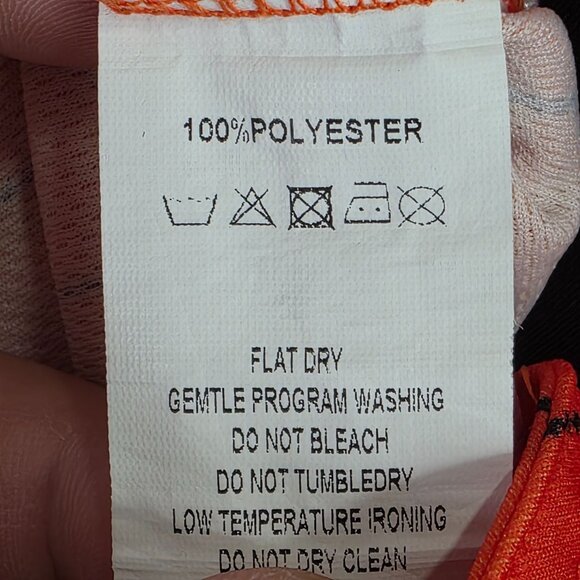 100%POLYESTER
FLAT DRY
GEMTLE PROGRAM WASHING
DO NOT BLEACH
DO NOT TUMBLEDRY
LOW TEMPERATURE IRONING
DO NOT DRY CLEAN